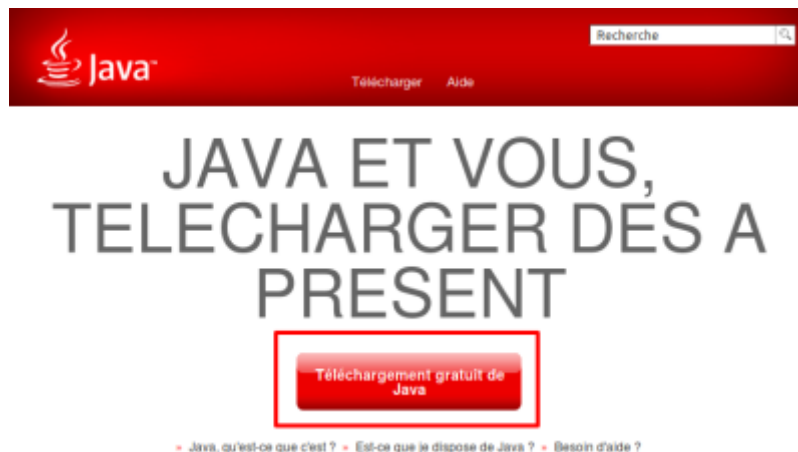 Recherche
Java
Télécharger Aide
JAVA ET VOUS,
TELECHARGER DES A
PRESENT
Téléchargement gratuit de
Java
» Java, qu'est-ce que c'est ? » Est-ce que je dispose de Java ? » Besoin d'aide ?